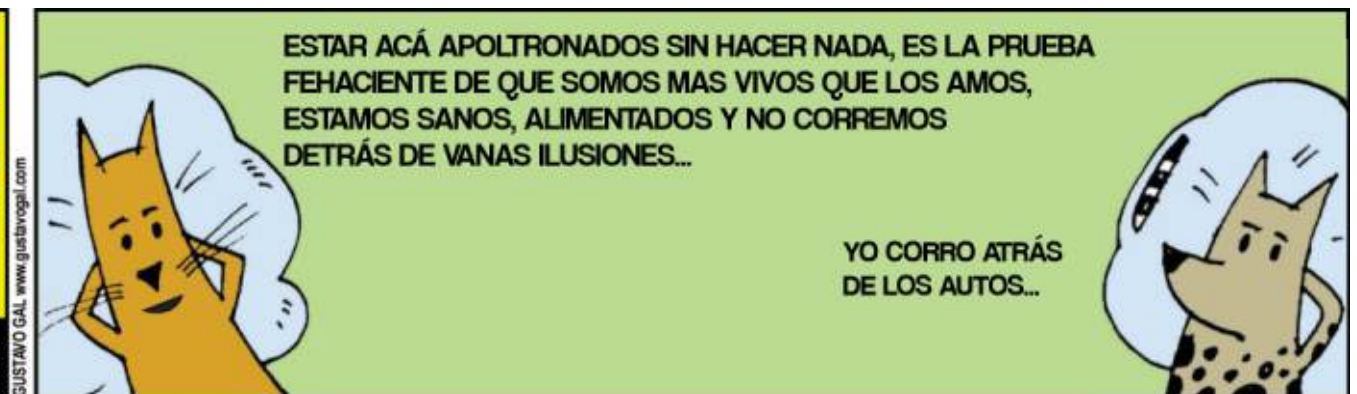 ESTAR ACÁ APOLTRONADOS SIN HACER NADA, ES LA PRUEBA
FEHACIENTE DE QUE SOMOS MAS VIVOS QUE LOS AMOS,
ESTAMOS SANOS, ALIMENTADOS Y NO CORREMOS
DETRÁS DE VANAS ILUSIONES...
YO CORRO ATRÁS
DE LOS AUTOS...
GUSTAVO GAL www.gustavogal.com